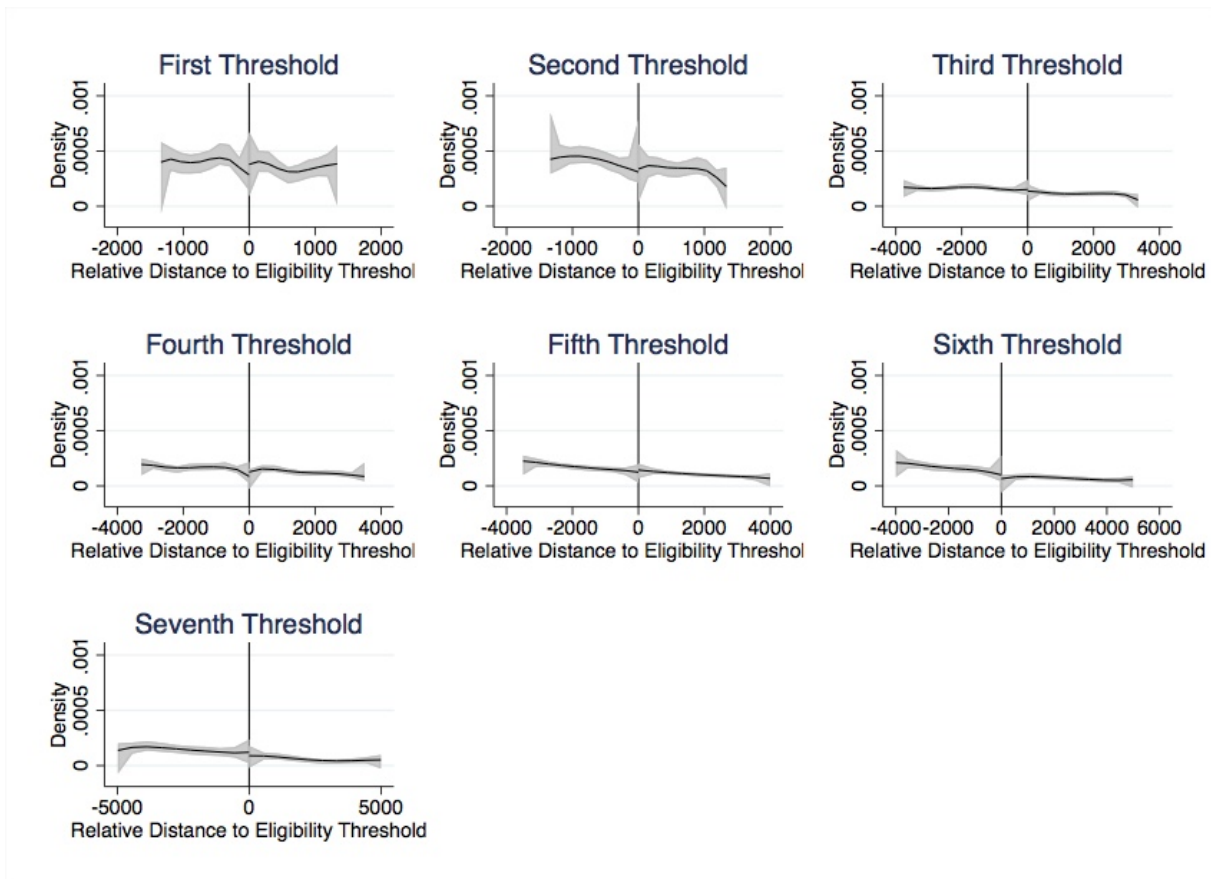 First Threshold
Density
0 .0005 .001
-2000 -1000 0 1000 2000
Relative Distance to Eligibility Threshol
Second Threshold
Density
0 .0005 .001
-2000 -1000 0 1000 2000
Relative Distance to Eligibility Threshol
Third Threshold
Density
0 .0005 .001
-4000 -2000 0 2000 4000
Relative Distance to Eligibility Threshold
Fourth Threshold
Density
0 .0005 .001
-4000 -2000 0 2000 4000
Relative Distance to Eligibility Threshol
Fifth Threshold
Density
0 .0005 .001
-4000 -2000 0 2000 4000
Relative Distance to Eligibility Threshol
Sixth Threshold
Density
0 .0005 .001
-4000 -2000 0 2000 4000 6000
Relative Distance to Eligibility Threshold
Seventh Threshold
Density
0 .0005 .001
-5000 0 5000
Relative Distance to Eligibility Threshold